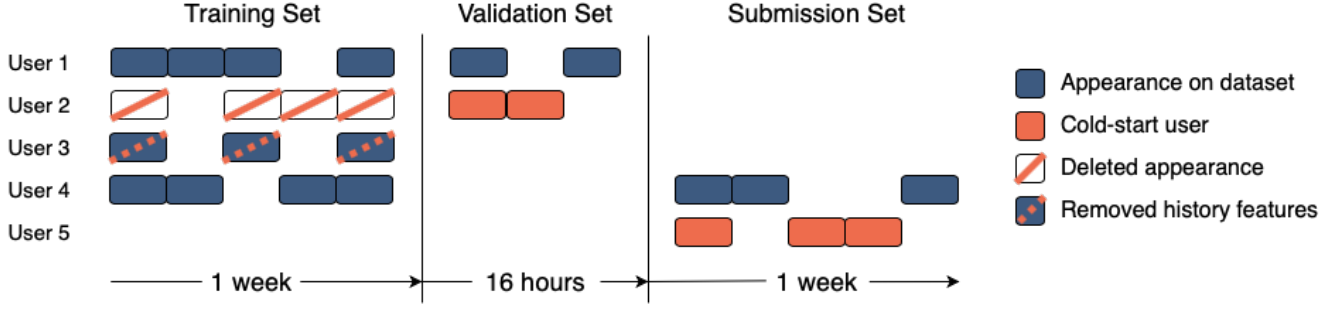 Training Set
Validation Set
Submission Set
User 1
User 2
User 3
User 4
User 5
Appearance on dataset
Cold-start user
Deleted appearance
Removed history features
1 week
16 hours
1 week